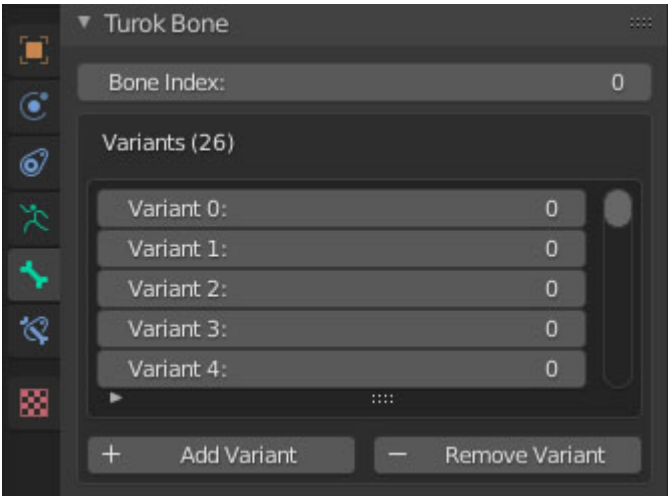 Turok Bone
Bone Index: 0
Variants (26)
Variant 0: 0
Variant 1: 0
Variant 2: 0
Variant 3: 0
Variant 4: 0
+ Add Variant − Remove Variant